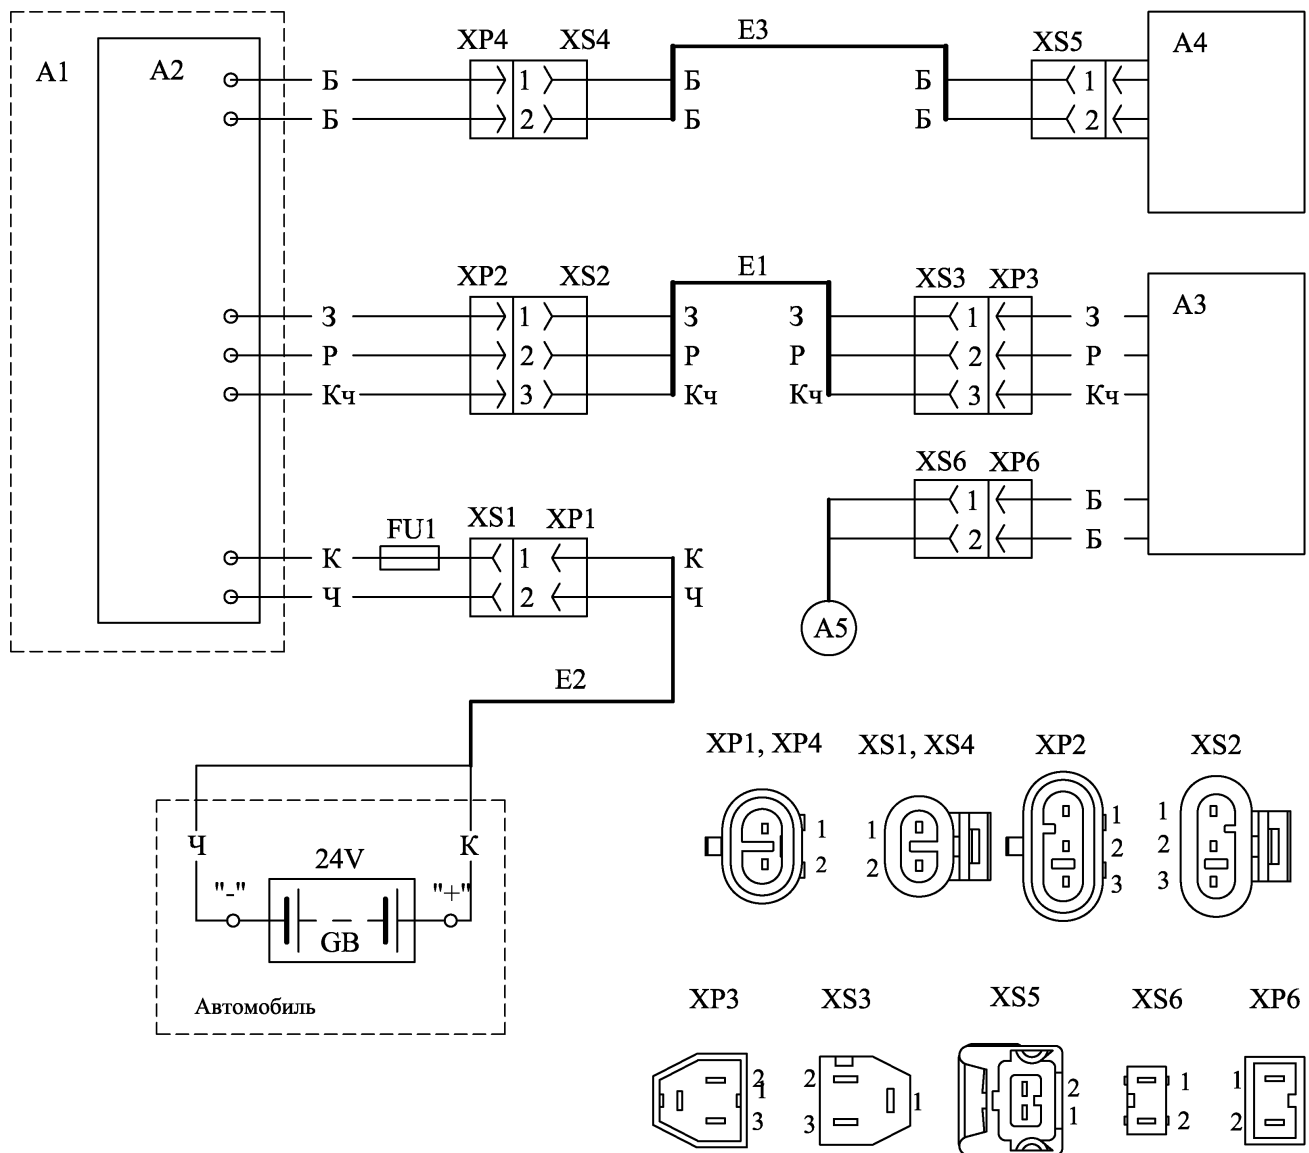 E3
XP4 XS4 XS5 A4
A1 A2
Б 1 Б Б 1
Б 2 Б Б 2
E1
XP2 XS2 XS3 XP3
A3
З 1 З З 1 З
Р 2 Р Р 2 Р
Кч 3 Кч Кч 3 Кч
XS6 XP6
1 Б
FU1 XS1 XP1
2 Б
К 1 К
Ч 2 Ч
A5
E2
XP1, XP4 XS1, XS4 XP2 XS2
1 1 1 1
2 2 2 2
3 3
Ч 24V К
"-" "+"
GB
Автомобиль
XP3 XS3 XS5 XS6 XP6
2 2 2 1 1
1 1 1
3 3 2 2